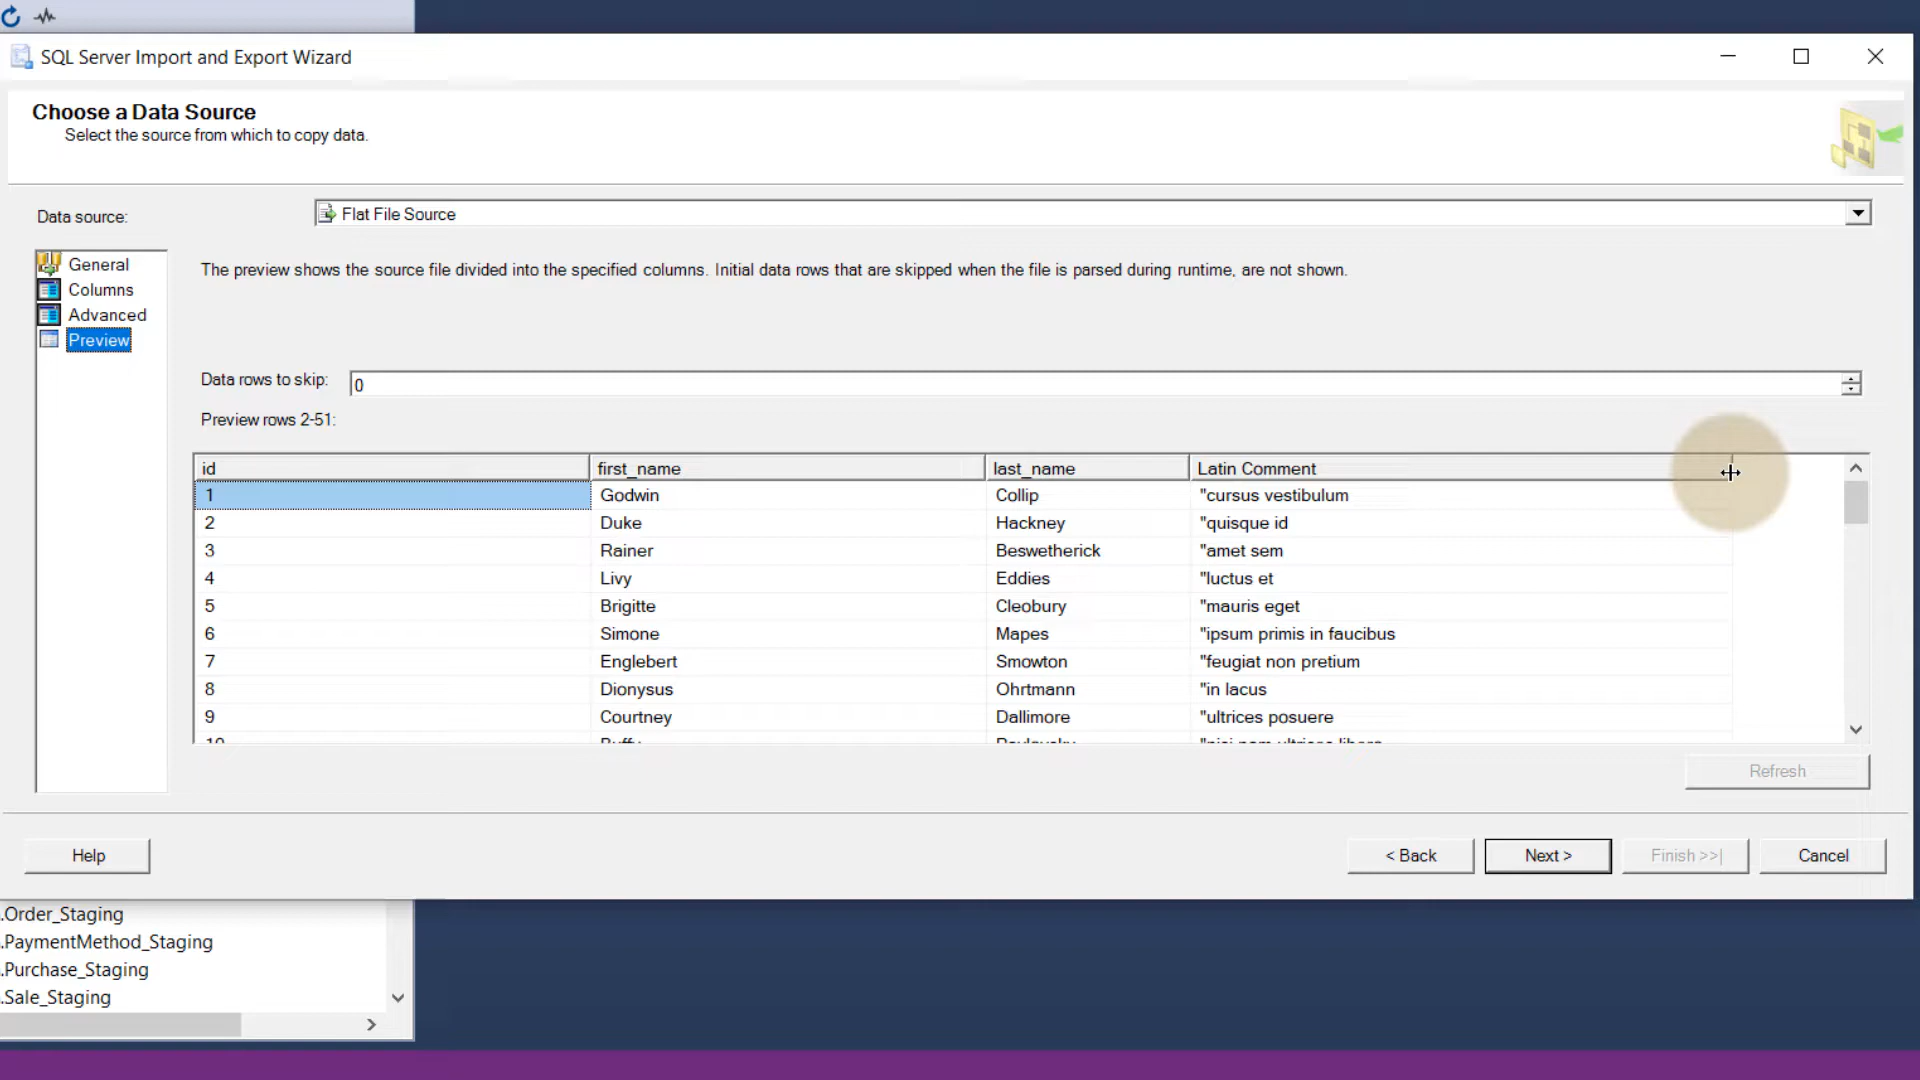 SQL Server Import and Export Wizard
Choose a Data Source
Select the source from which to copy data.
Data source:
Flat File Source
General
Columns
Advanced
Preview
The preview shows the source file divided into the specified columns. Initial data rows that are skipped when the file is parsed during runtime, are not shown.
Data rows to skip:
0
Preview rows 2-51:
id first_name last_name Latin Comment
1 Godwin Collip "cursus vestibulum
2 Duke Hackney "quisque id
3 Rainer Beswetherick "amet sem
4 Livy Eddies "luctus et
5 Brigitte Cleobury "mauris eget
6 Simone Mapes "ipsum primis in faucibus
7 Englebert Smowton "feugiat non pretium
8 Dionysus Ohrtmann "in lacus
9 Courtney Dallimore "ultrices posuere
10
Refresh
Help
< Back
Next >
Finish >>|
Cancel
.Order_Staging
.PaymentMethod_Staging
.Purchase_Staging
.Sale_Staging